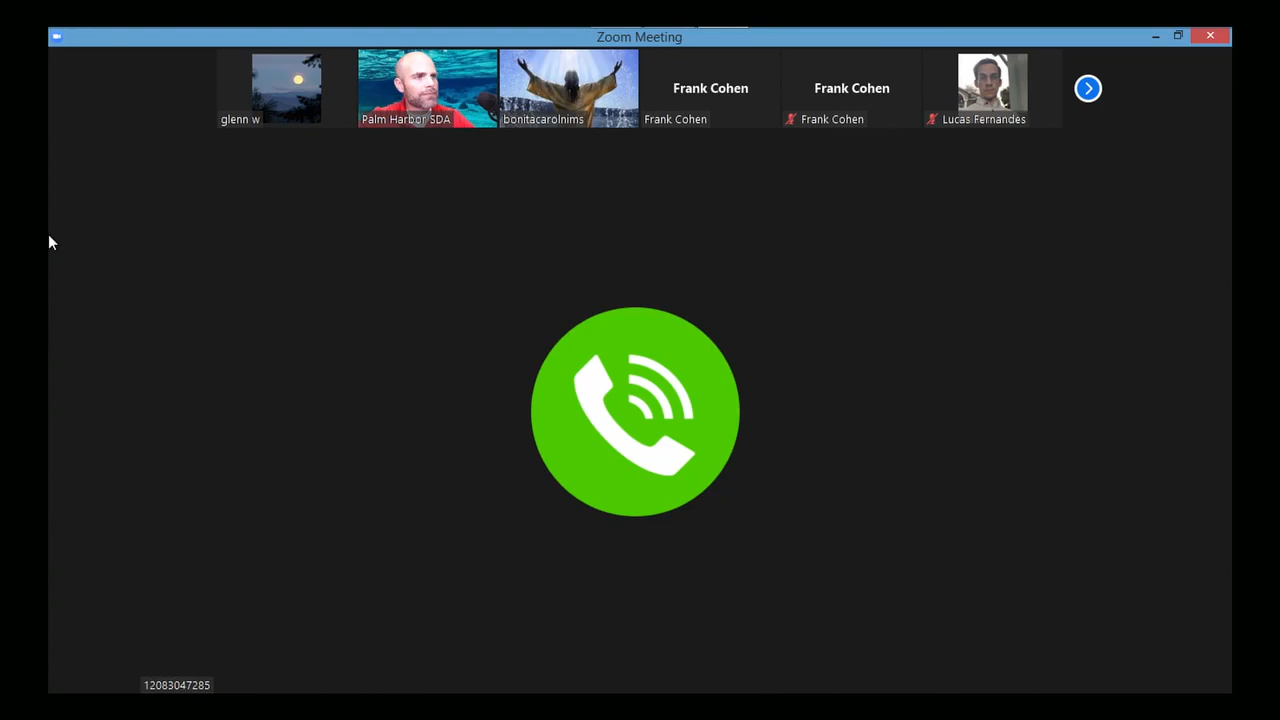 Zoom Meeting
glenn w
Palm Harbor SDA
bonitacarolnims
Frank Cohen
Frank Cohen
Frank Cohen
Frank Cohen
Lucas Fernandes
12083047285